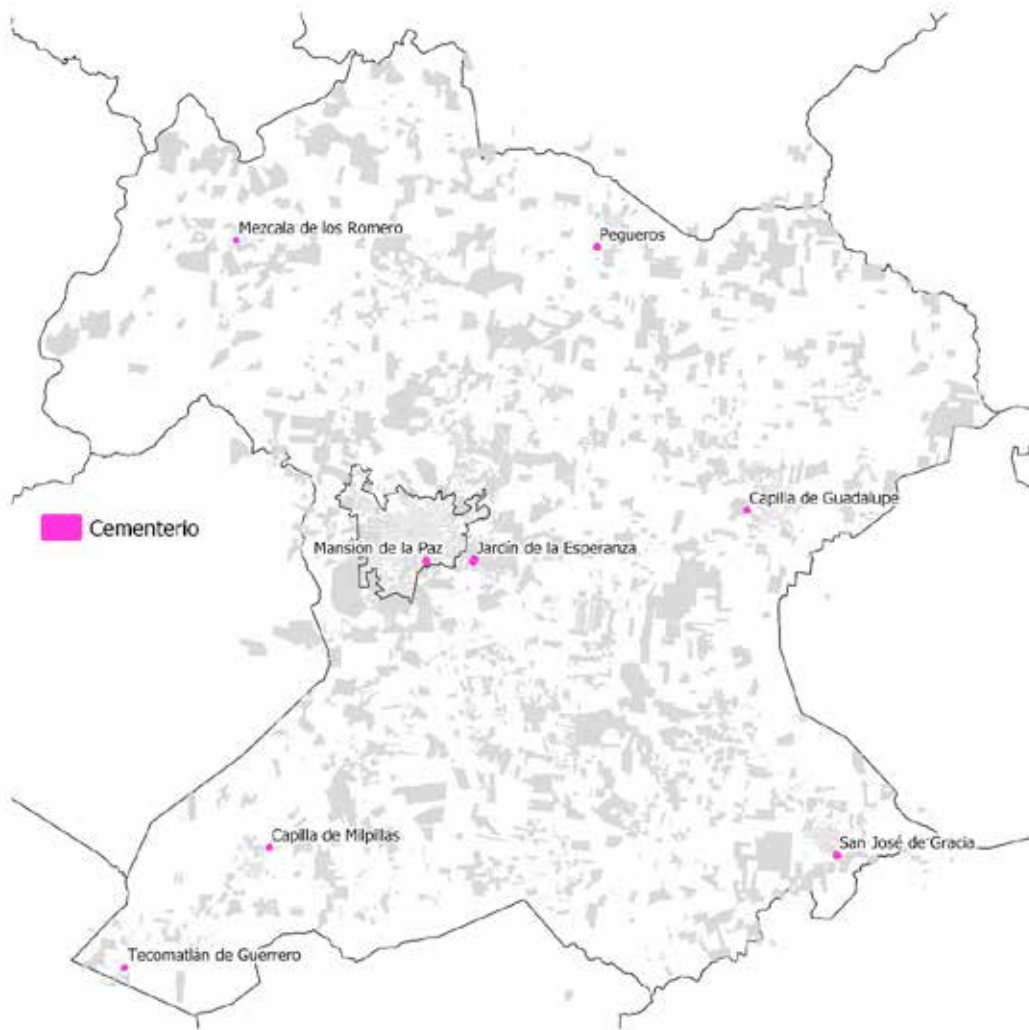 Mezcala de los Romero
Pegueros
Capilla de Guadalupe
Cementerio
Mansión de la Paz
Jardín de la Esperanza
Capilla de Milpillas
San José de Gracia
Tecomatlán de Guerrero